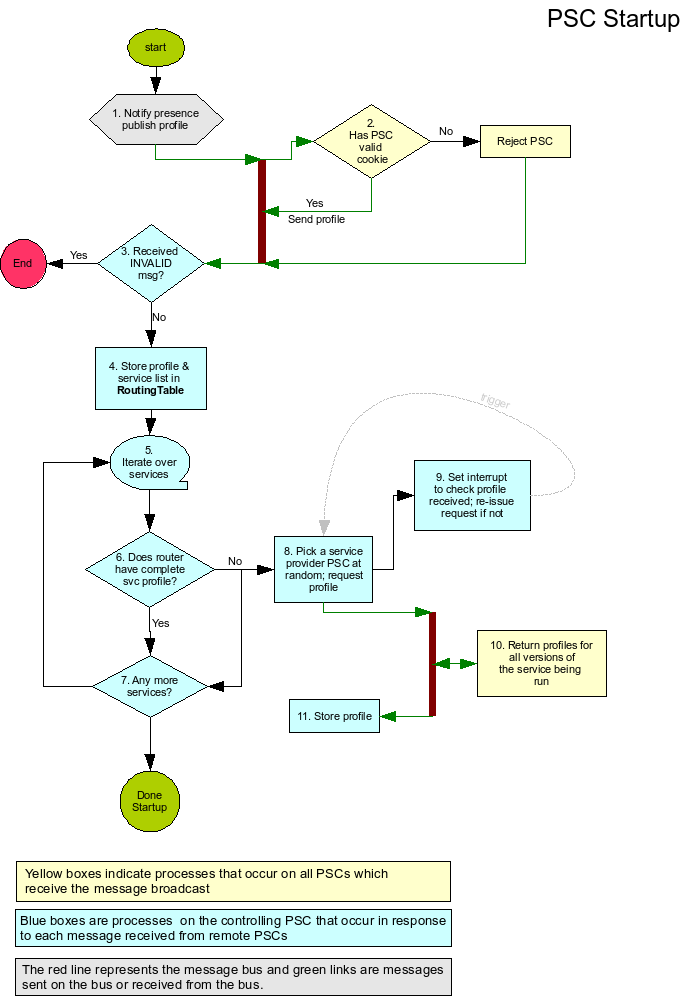 PSC Startup
start
1. Notify presence
publish profile
2.
Has PSC
valid
cookie
No
Reject PSC
Yes
Send profile
3. Received
INVALID
msg?
Yes
End
No
4. Store profile &
service list in
RoutingTable
trigger
5.
Iterate over
services
9. Set interrupt
to check profile
received; re-issue
request if not
6. Does router
have complete
svc profile?
No
8. Pick a service
provider PSC at
random; request
profile
Yes
10. Return profiles for
all versions of
the service being
run
7. Any more
services?
11. Store profile
Done
Startup
Yellow boxes indicate processes that occur on all PSCs which
receive the message broadcast
Blue boxes are processes  on the controlling PSC that occur in response
to each message received from remote PSCs
The red line represents the message bus and green links are messages
sent on the bus or received from the bus.